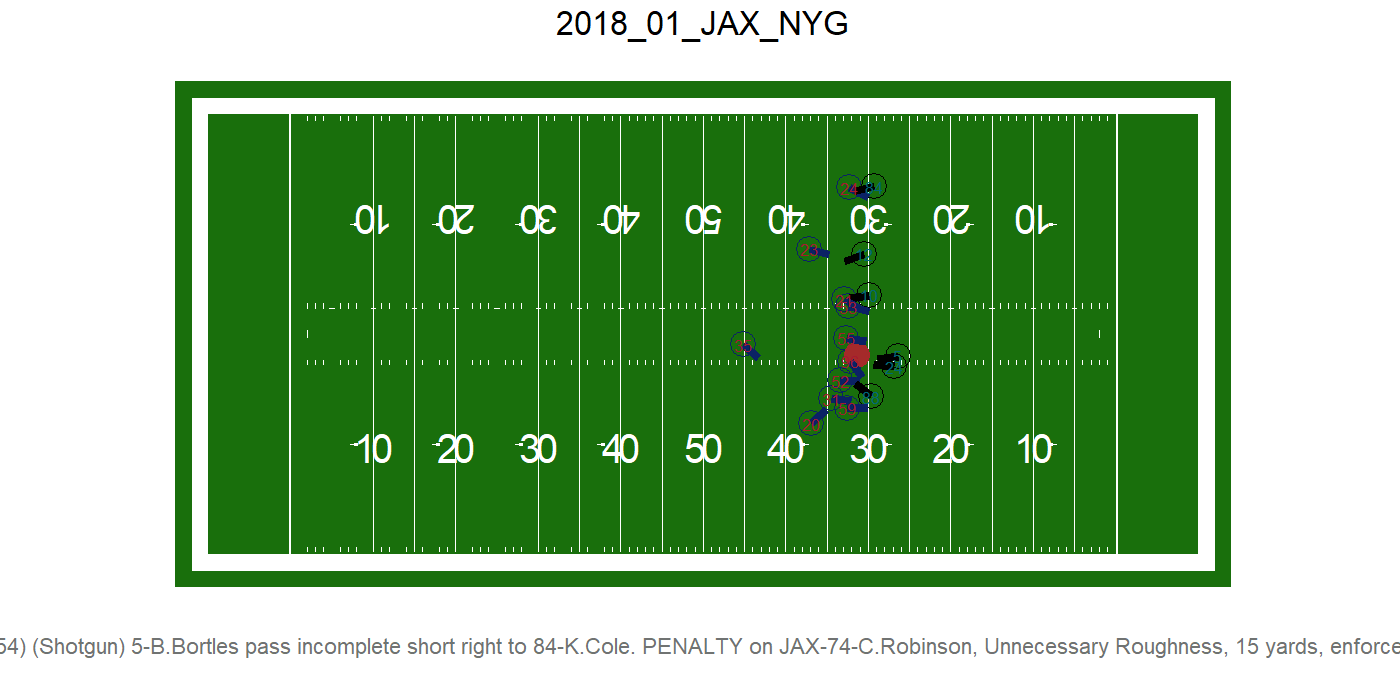 2018_01_JAX_NYG
10 20 30 40 50 40 30 20 10
10 20 30 40 50 40 30 20 10
54) (Shotgun) 5-B.Bortles pass incomplete short right to 84-K.Cole. PENALTY on JAX-74-C.Robinson, Unnecessary Roughness, 15 yards, enforce